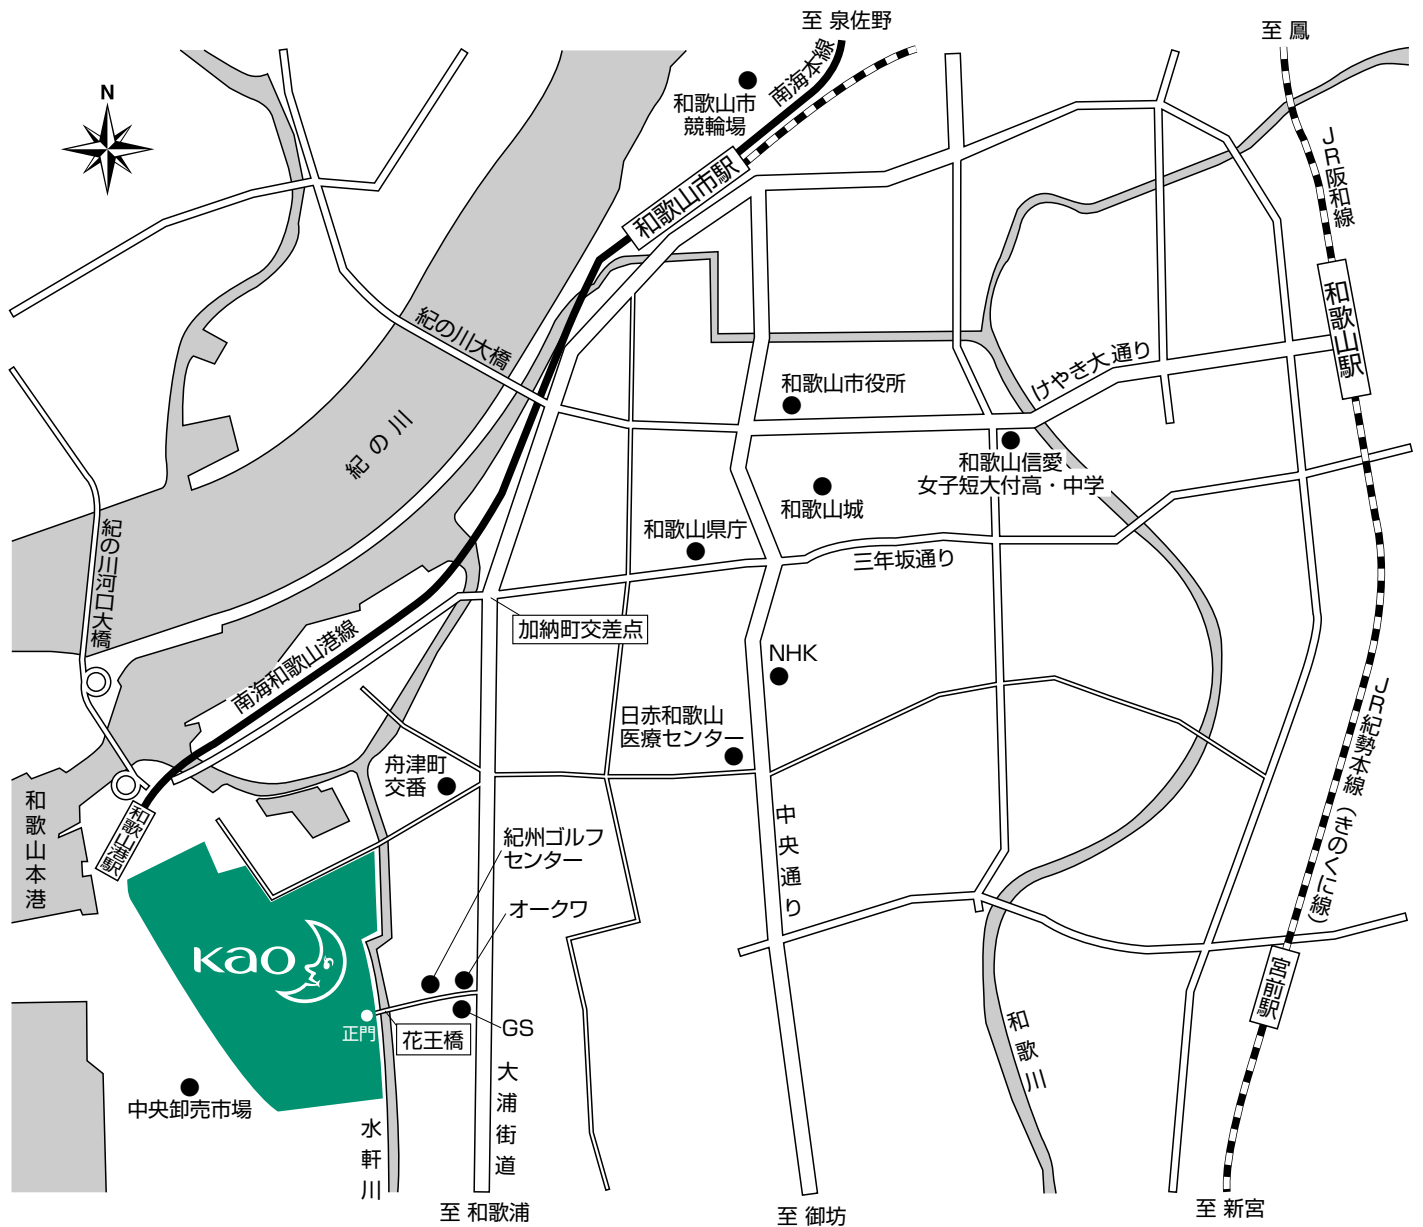 至 泉佐野
至 鳳
N
南海本線
和歌山市
競輪場
JR阪和線
和歌山市駅
和歌山駅
紀の川大橋
けやき大通り
和歌山市役所
紀の川
和歌山信愛
女子短大付高・中学
和歌山城
和歌山県庁
三年坂通り
紀の川河口大橋
加納町交差点
南海和歌山港線
NHK
日赤和歌山
医療センター
JR紀勢本線（きのくに線）
舟津町
交番
和歌山本港
和歌山港駅
中央通り
紀州ゴルフ
センター
オークワ
Kao
宮前駅
正門
花王橋
GS
和歌川
大浦街道
中央卸売市場
水軒川
至 和歌浦
至 御坊
至 新宮